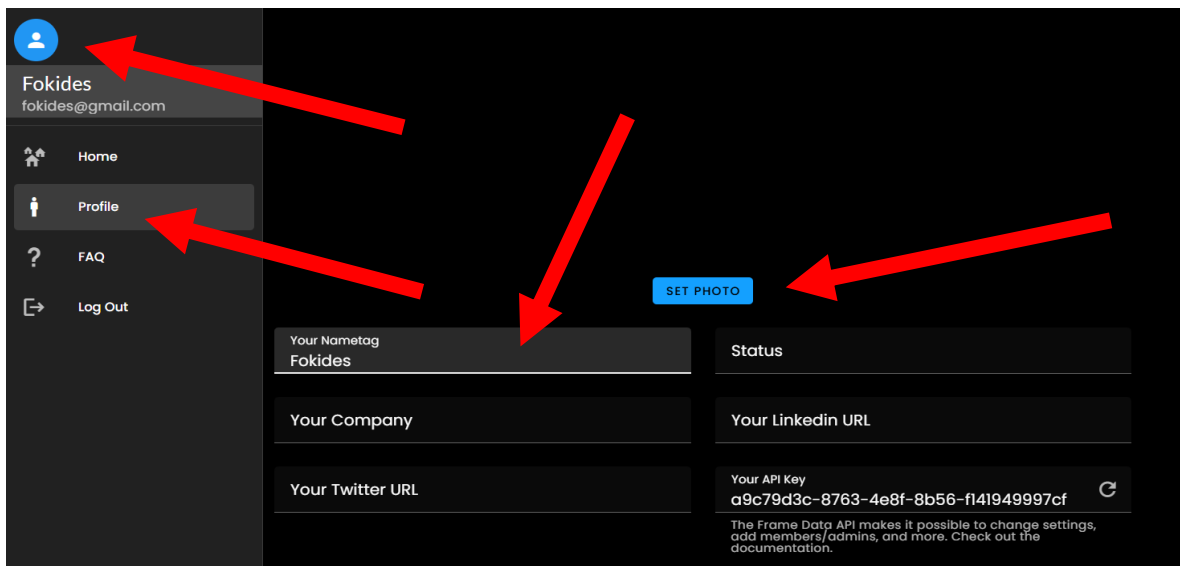 Fokides
fokides@gmail.com
Home
Profile
FAQ
Log Out
SET PHOTO
Your Nametag
Fokides
Status
Your Company
Your Linkedin URL
Your Twitter URL
Your API Key
a9c79d3c-8763-4e8f-8b56-f141949997cf
The Frame Data API makes it possible to change settings,
add members/admins, and more. Check out the
documentation.